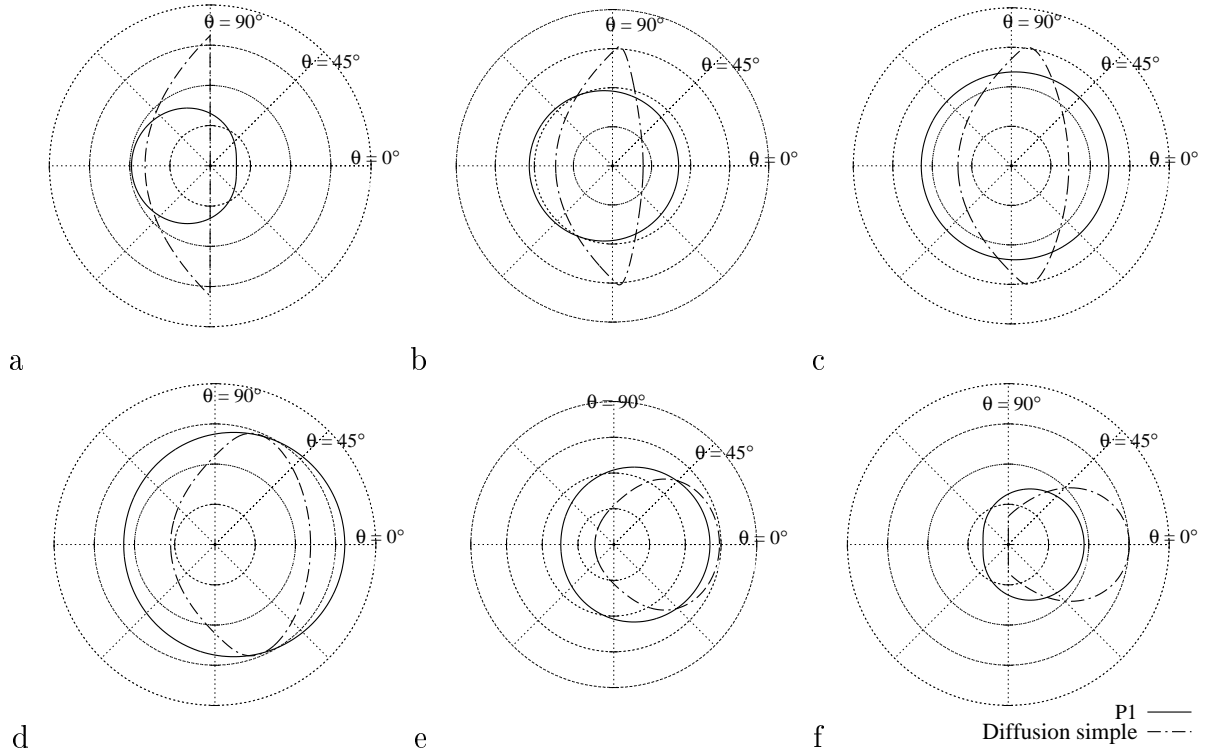 θ = 90°
θ = 45°
θ = 0°
a
θ = 90°
θ = 45°
θ = 0°
b
θ = 90°
θ = 45°
θ = 0°
c
θ = 90°
θ = 45°
θ = 0°
d
θ = 90°
θ = 45°
θ = 0°
e
θ = 90°
θ = 45°
θ = 0°
f
P1
Diffusion simple